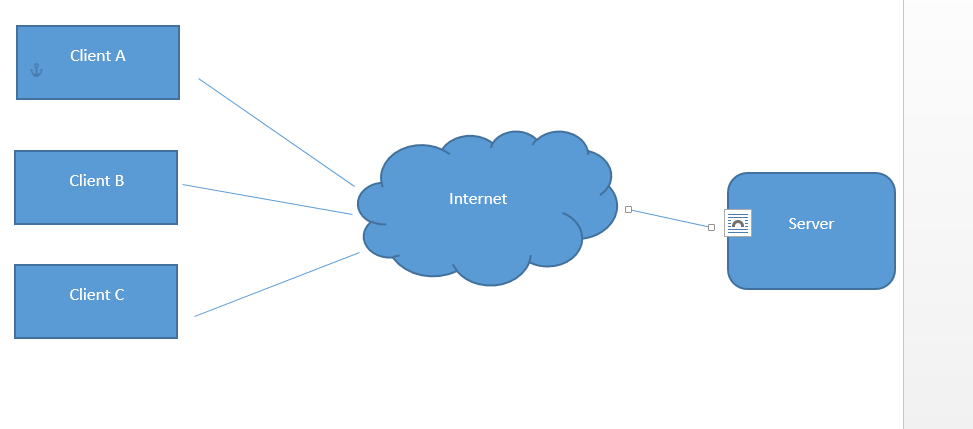 Client A
Client B
Client C
Internet
Server